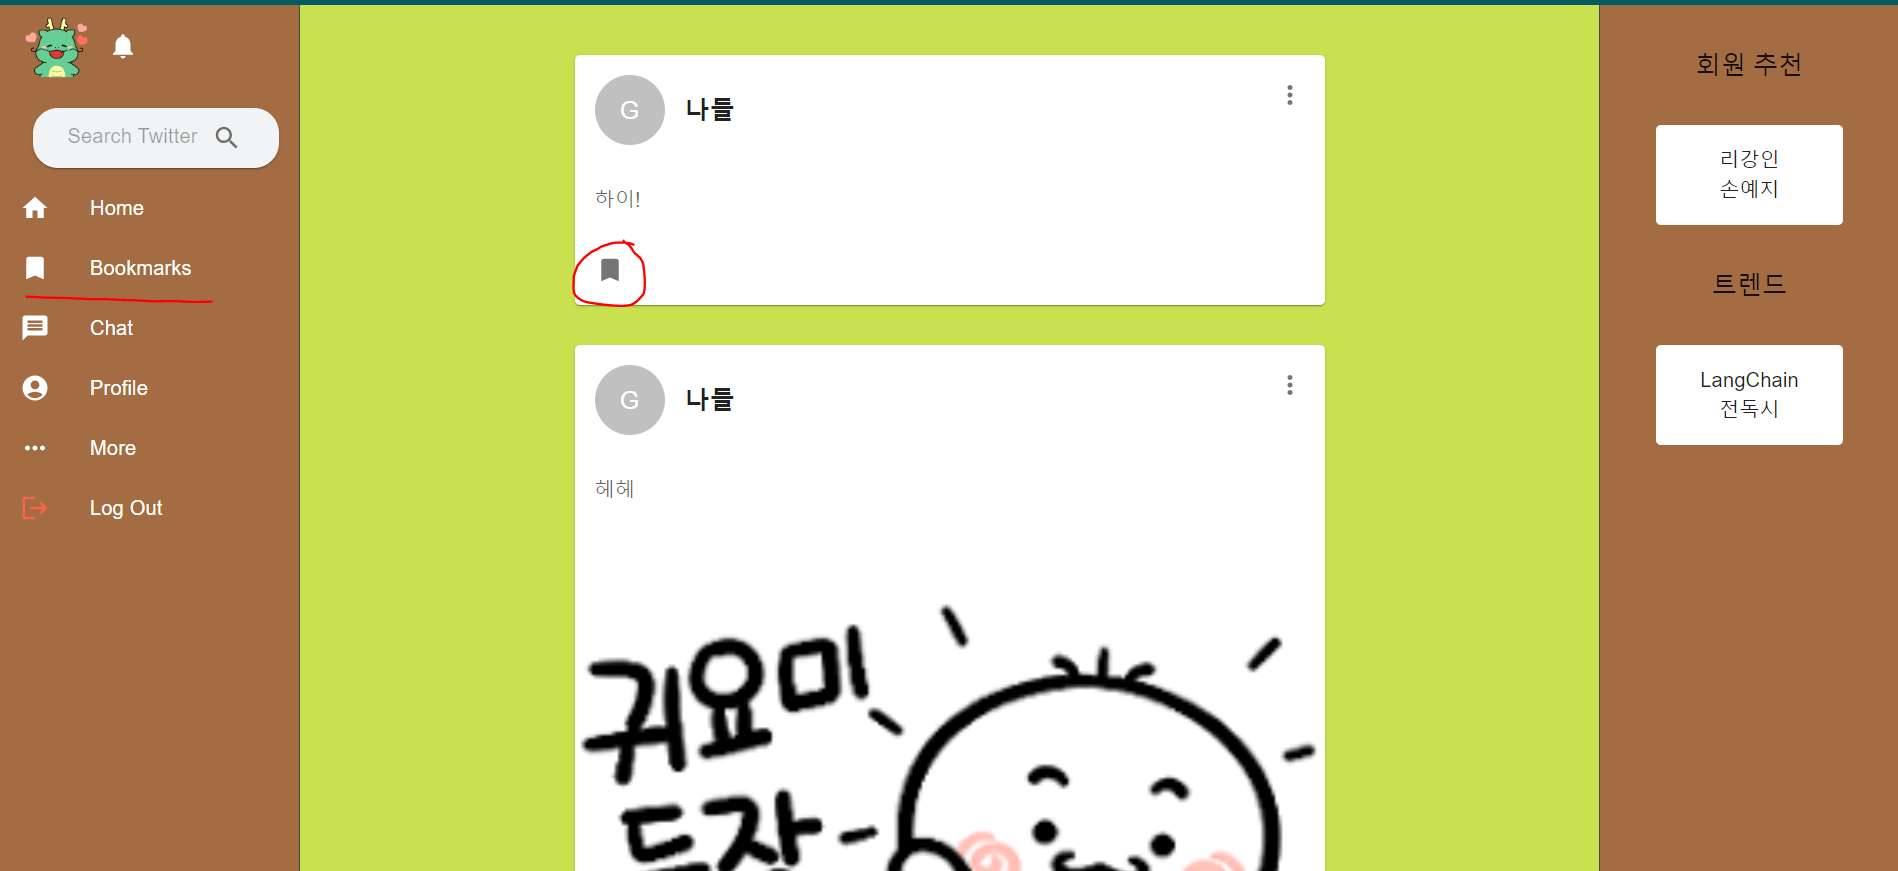 Search Twitter
Home
Bookmarks
Chat
Profile
More
Log Out
G
나들
하이!
G
나들
헤헤
귀요미
등장
회원 추천
리강인
손예지
트렌드
LangChain
전독시